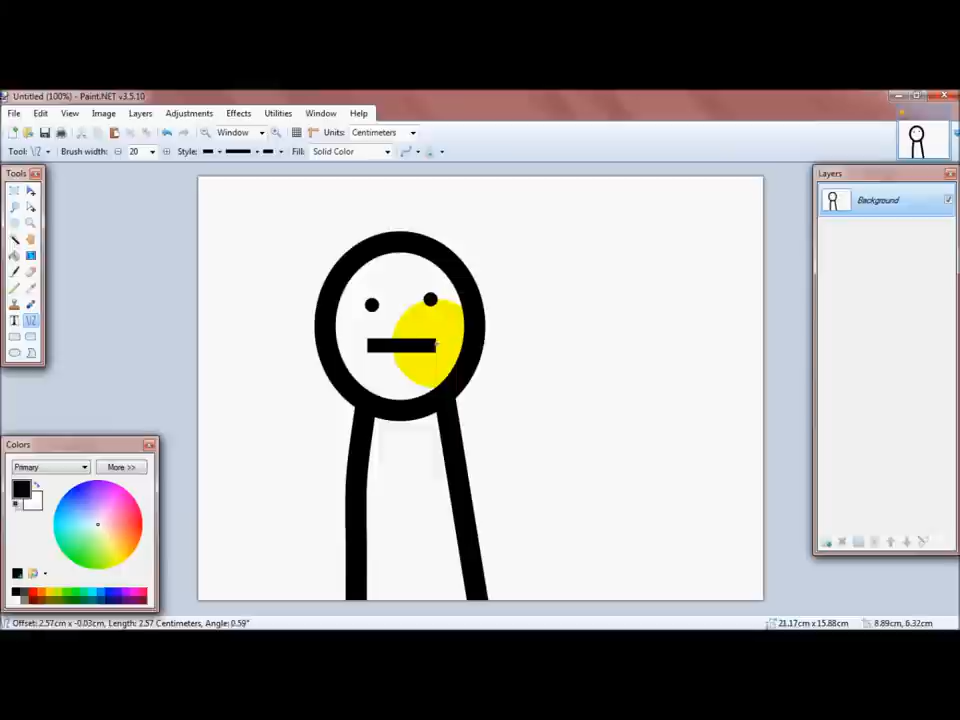 Untitled (100%) - Paint.NET v3.5.10
File Edit View Image Layers Adjustments Effects Utilities Window Help
Window Units: Centimeters
Tool: Brush width: 20 Style: Fill: Solid Color
Tools
Layers
Background
Colors
Primary More >>
Offset: 2.57cm x -0.03cm, Length: 2.57 Centimeters, Angle: 0.59° 21.17cm x 15.88cm 8.89cm, 6.32cm